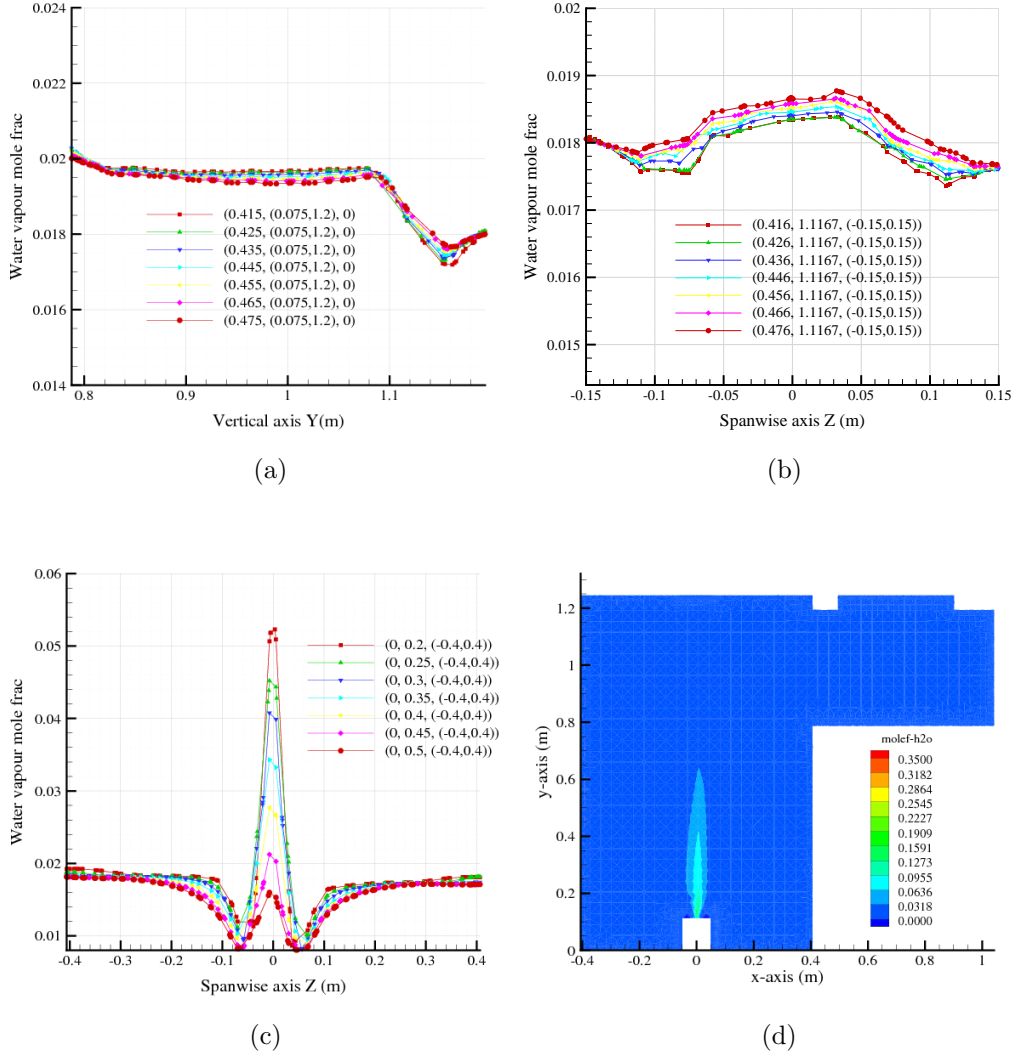 0.024
0.022
0.020
0.018
0.016
0.014
Water vapour mole frac
(0.415, (0.075,1.2), 0)
(0.425, (0.075,1.2), 0)
(0.435, (0.075,1.2), 0)
(0.445, (0.075,1.2), 0)
(0.455, (0.075,1.2), 0)
(0.465, (0.075,1.2), 0)
(0.475, (0.075,1.2), 0)
0.8 0.9 1 1.1
Vertical axis Y(m)
(a)
0.02
0.019
0.018
0.017
0.016
0.015
Water vapour mole frac
(0.416, 1.1167, (-0.15,0.15))
(0.426, 1.1167, (-0.15,0.15))
(0.436, 1.1167, (-0.15,0.15))
(0.446, 1.1167, (-0.15,0.15))
(0.456, 1.1167, (-0.15,0.15))
(0.466, 1.1167, (-0.15,0.15))
(0.476, 1.1167, (-0.15,0.15))
-0.15 -0.1 -0.05 0 0.05 0.1 0.15
Spanwise axis Z (m)
(b)
0.06
0.05
0.04
0.03
0.02
0.01
Water vapour mole frac
(0, 0.2, (-0.4,0.4))
(0, 0.25, (-0.4,0.4))
(0, 0.3, (-0.4,0.4))
(0, 0.35, (-0.4,0.4))
(0, 0.4, (-0.4,0.4))
(0, 0.45, (-0.4,0.4))
(0, 0.5, (-0.4,0.4))
-0.4 -0.3 -0.2 -0.1 0 0.1 0.2 0.3 0.4
Spanwise axis Z (m)
(c)
1.2
1
0.8
0.6
0.4
0.2
0
y-axis (m)
molef-h2o
0.3500
0.3182
0.2864
0.2545
0.2227
0.1909
0.1591
0.1273
0.0955
0.0636
0.0318
0.0000
-0.4 -0.2 0 0.2 0.4 0.6 0.8 1
x-axis (m)
(d)